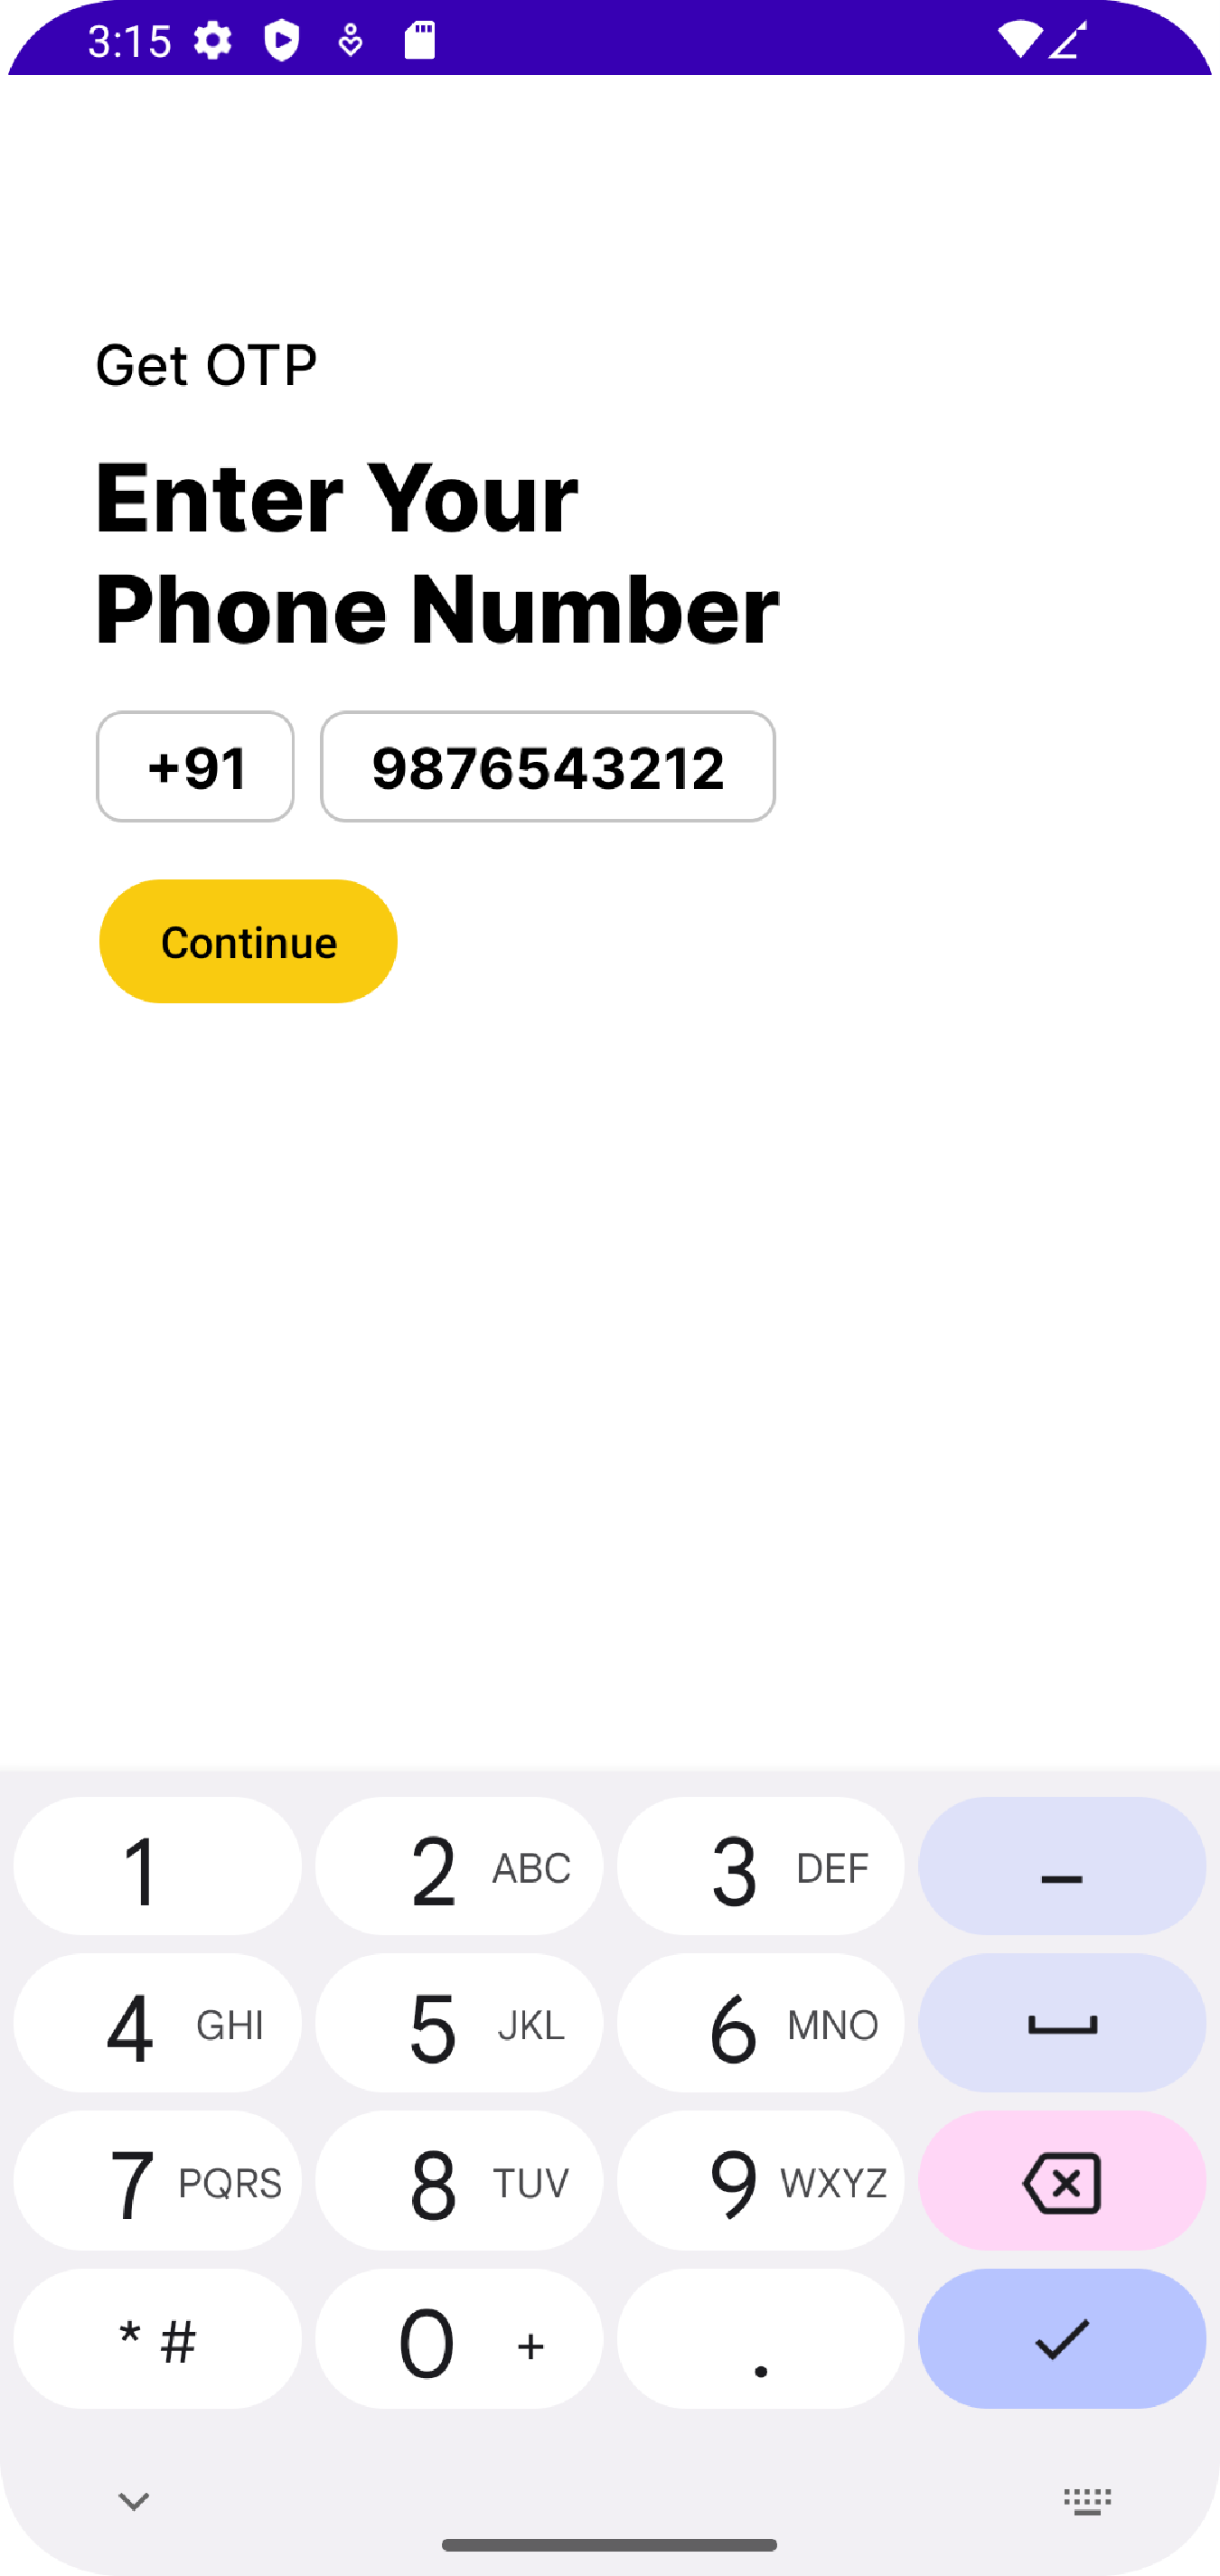 3:15
Get OTP
Enter Your
Phone Number
+91 9876543212
Continue
1 2 ABC 3 DEF –
4 GHI 5 JKL 6 MNO
7 PQRS 8 TUV 9 WXYZ
* # 0 + .